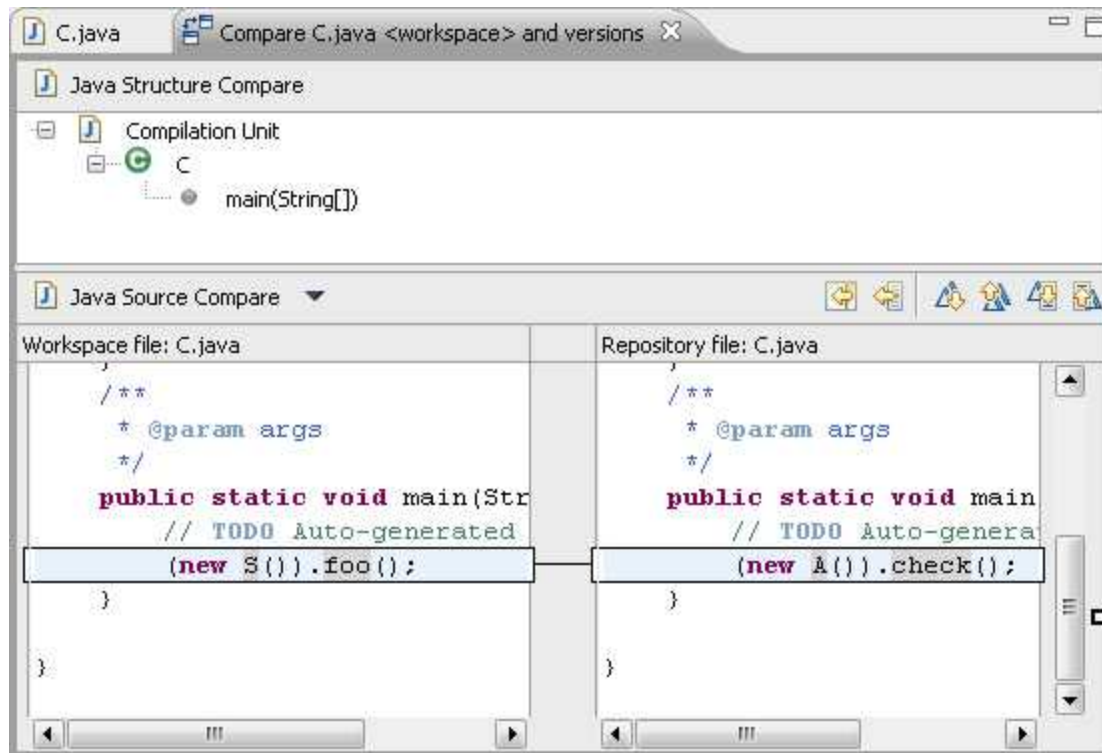 C.java Compare C.java <workspace> and versions
Java Structure Compare
Compilation Unit
C
main(String[])
Java Source Compare
Workspace file: C.java
Repository file: C.java
}
/**
* @param args
*/
public static void main(Str
// TODO Auto-generated
(new S()).foo();
}
}
}
/**
* @param args
*/
public static void main
// TODO Auto-genera
(new A()).check();
}
}